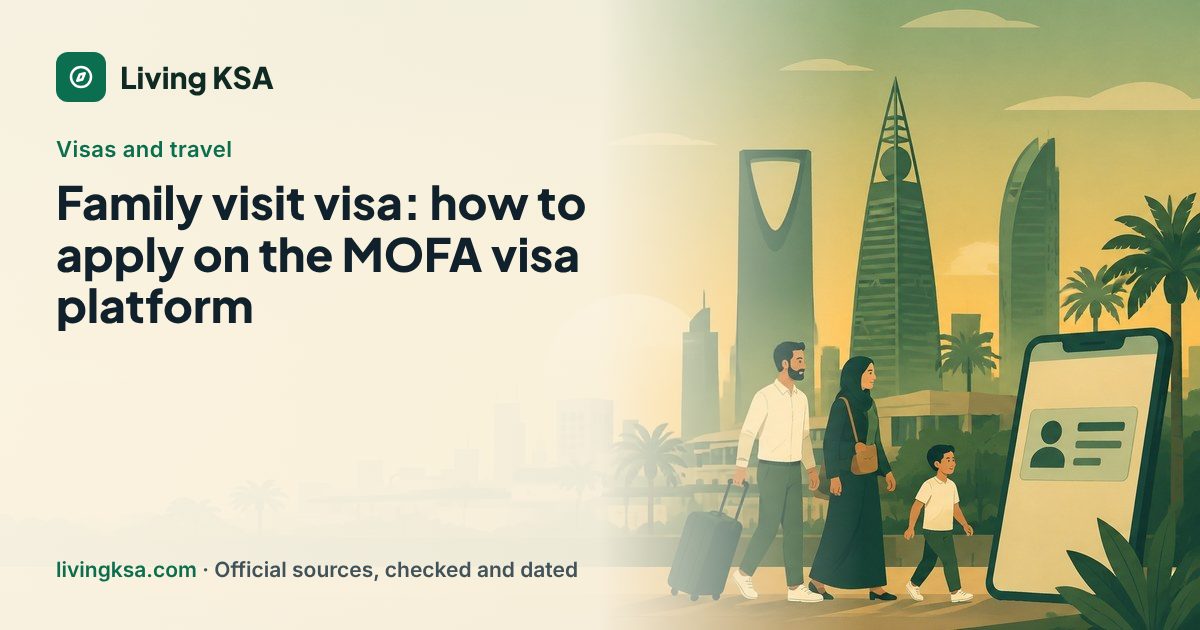 Living KSA
Visas and travel
Family visit visa: how to
apply on the MOFA visa
platform
livingksa.com · Official sources, checked and dated